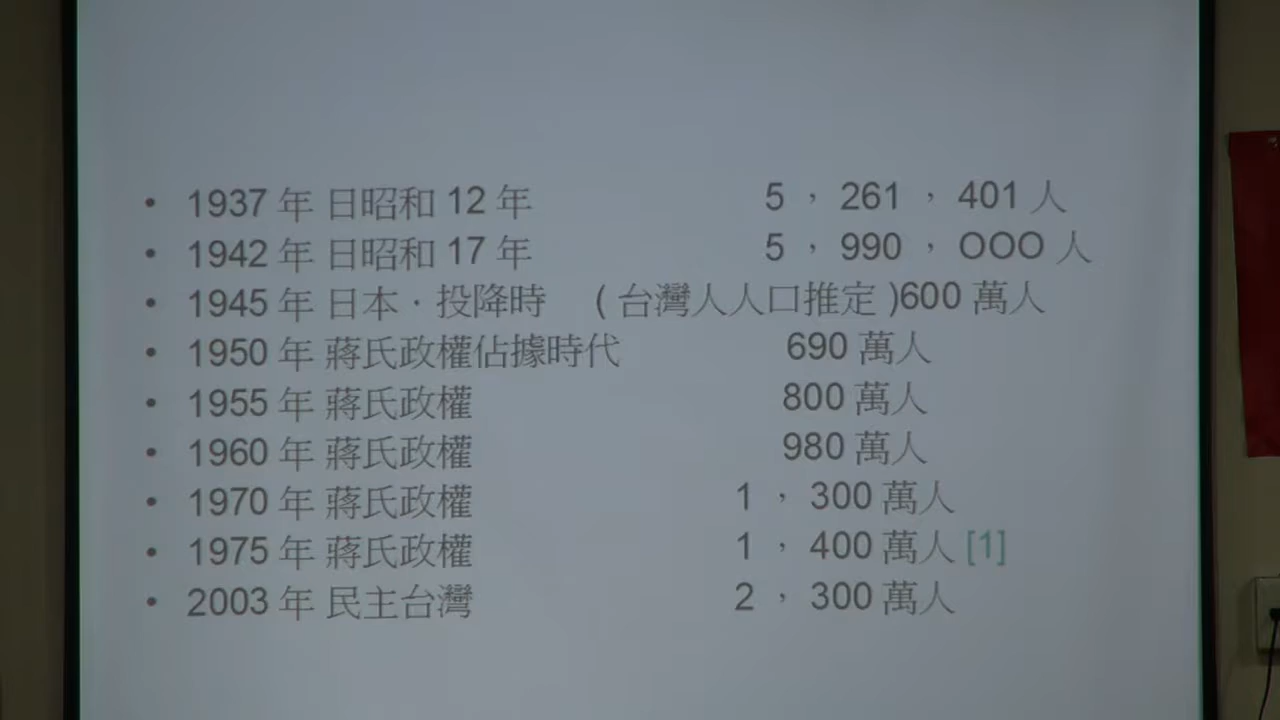 • 1937 年 日昭和 12 年 5 , 261 , 401 人
• 1942 年 日昭和 17 年 5 , 990 , OOO 人
• 1945 年 日本．投降時 ( 台灣人人口推定 )600 萬人
• 1950 年 蔣氏政權佔據時代 690 萬人
• 1955 年 蔣氏政權 800 萬人
• 1960 年 蔣氏政權 980 萬人
• 1970 年 蔣氏政權 1 , 300 萬人
• 1975 年 蔣氏政權 1 , 400 萬人 [1]
• 2003 年 民主台灣 2 , 300 萬人